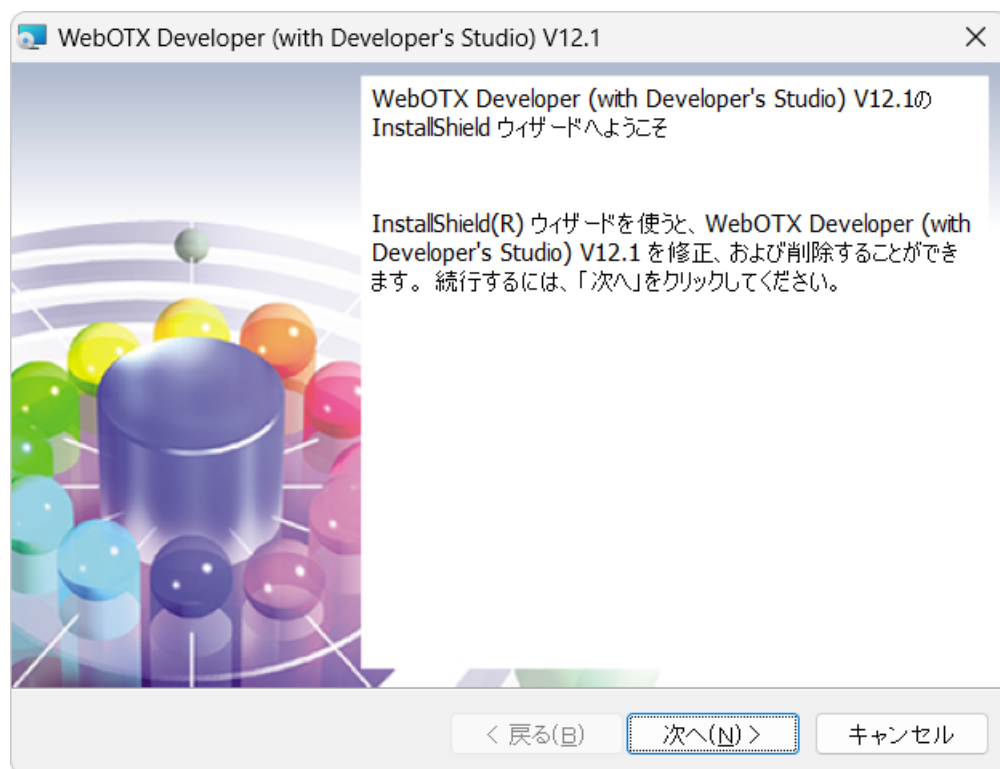 WebOTX Developer (with Developer's Studio) V12.1
WebOTX Developer (with Developer's Studio) V12.1の
InstallShield ウィザードへようこそ
InstallShield(R) ウィザードを使うと、WebOTX Developer (with
Developer's Studio) V12.1 を修正、および削除することができ
ます。 続行するには、「次へ」をクリックしてください。
< 戻る(B)
次へ(N) >
キャンセル